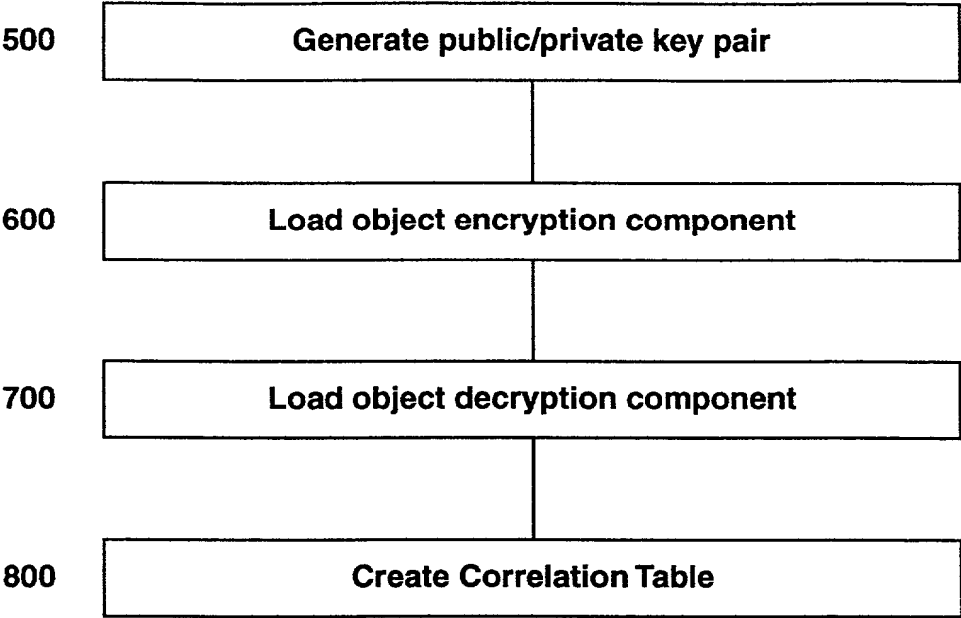 500 Generate public/private key pair
600 Load object encryption component
700 Load object decryption component
800 Create Correlation Table